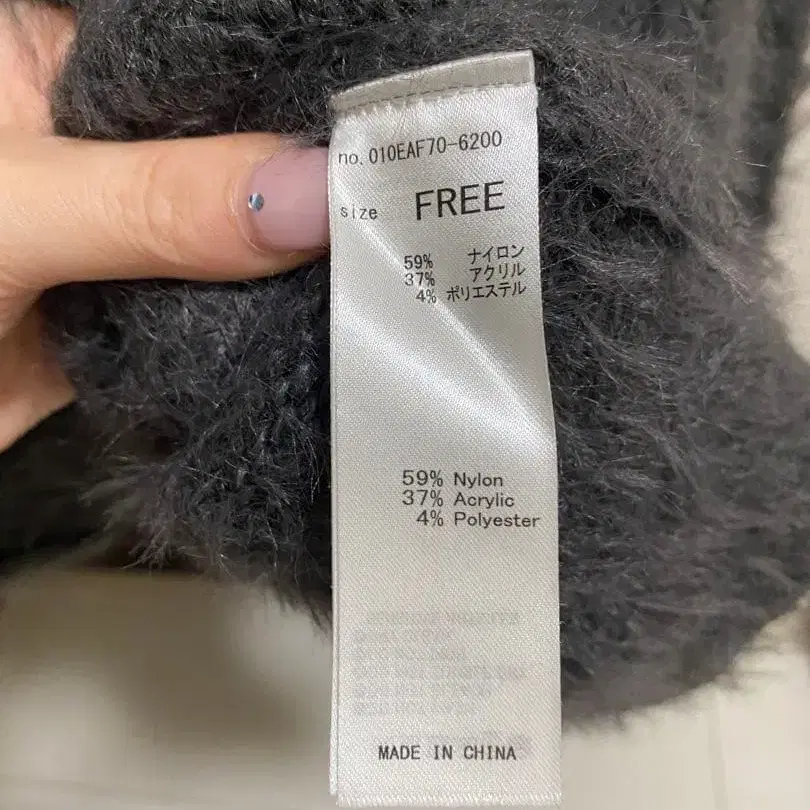 no. 010EAF70-6200
size FREE
59% ナイロン
37% アクリル
4% ポリエステル
59% Nylon
37% Acrylic
4% Polyester
MADE IN CHINA